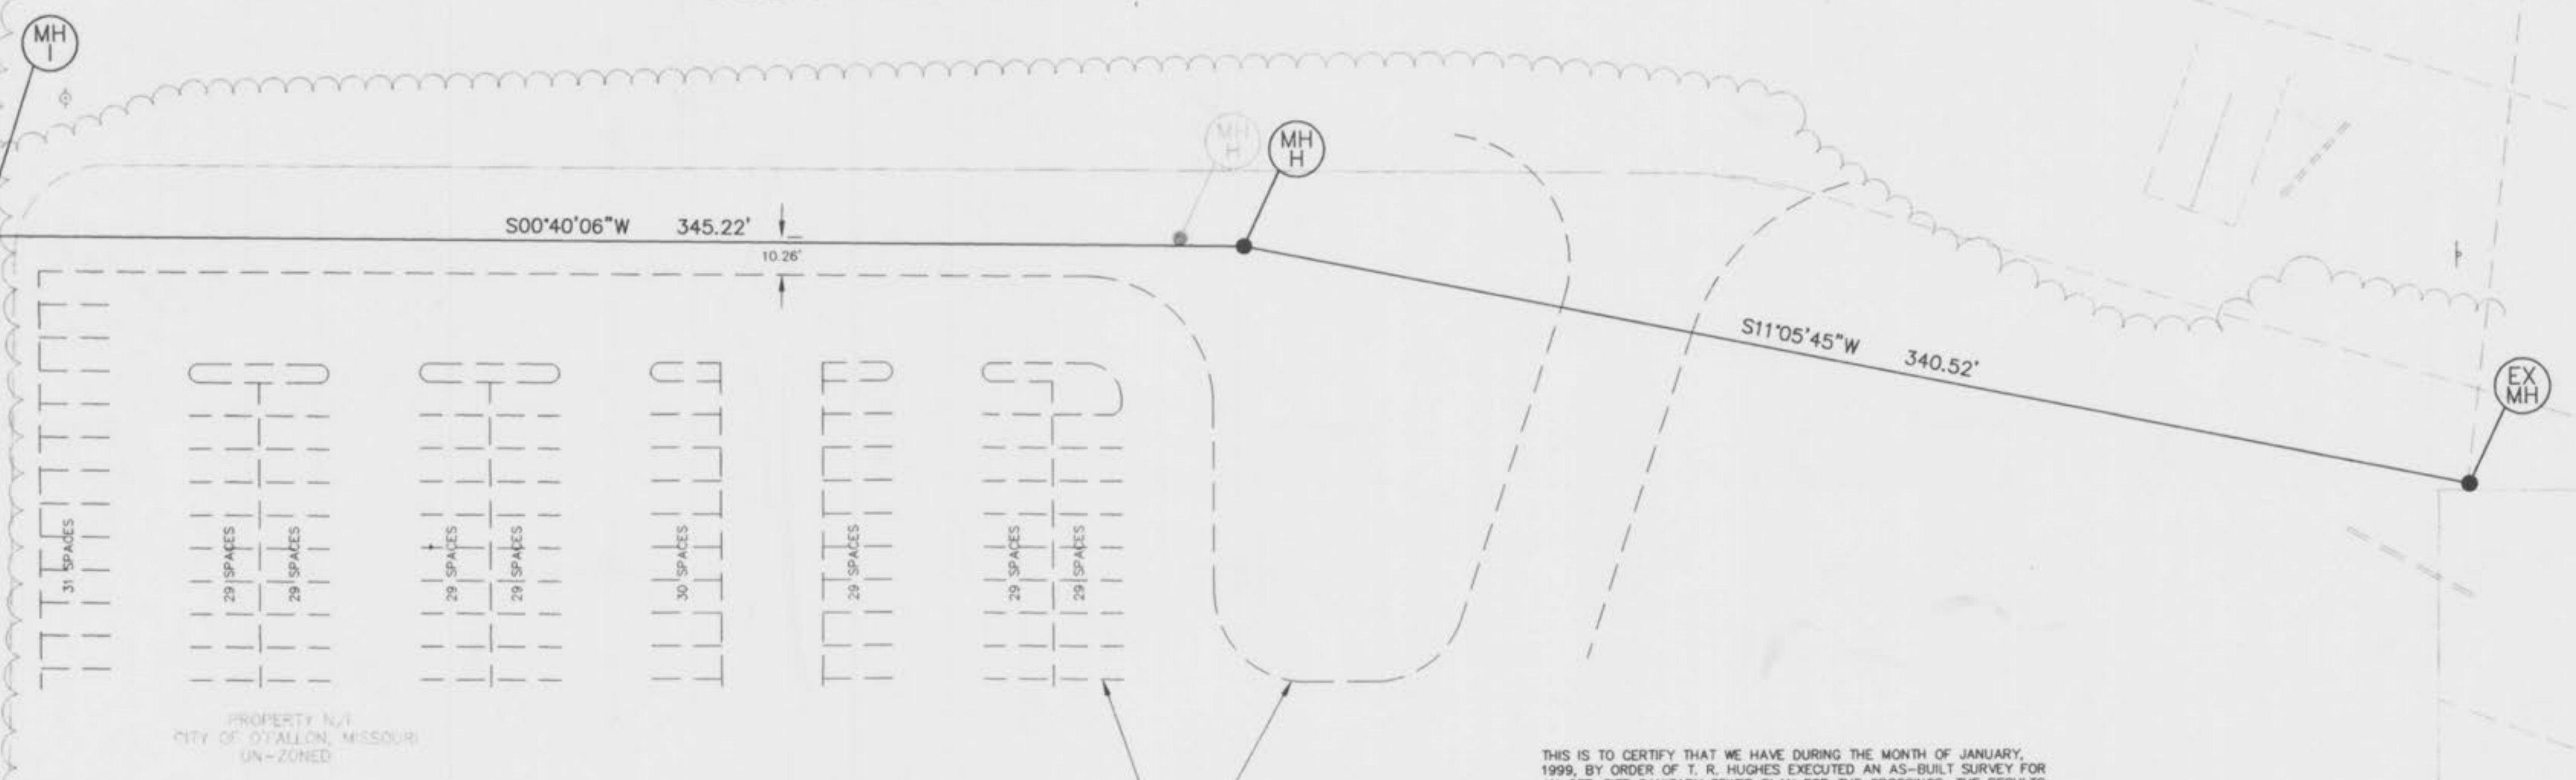 MH
I
MH
H
MH
H
S00°40'06"W 345.22'
10.26'
S11°05'45"W 340.52'
EX
MH
31 SPACES
29 SPACES
29 SPACES
29 SPACES
29 SPACES
30 SPACES
29 SPACES
29 SPACES
29 SPACES
PROPERTY N/F
CITY OF O'FALLON, MISSOURI
UN-ZONED
THIS IS TO CERTIFY THAT WE HAVE DURING THE MONTH OF JANUARY,
1999, BY ORDER OF T. R. HUGHES EXECUTED AN AS-BUILT SURVEY FOR